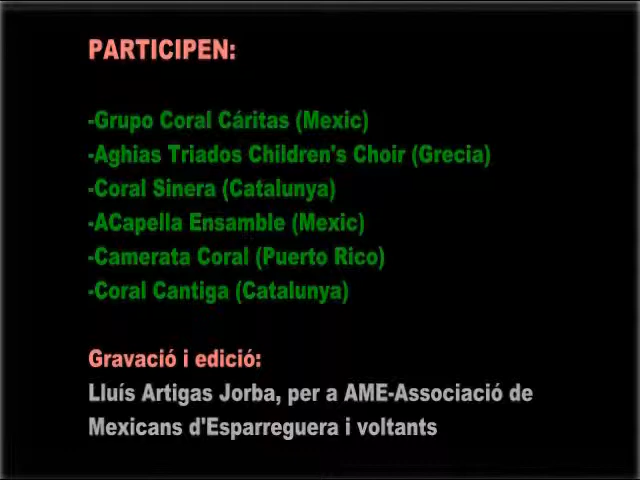 PARTICIPEN:
-Grupo Coral Cáritas (Mexic)
-Aghias Triados Children's Choir (Grecia)
-Coral Sinera (Catalunya)
-ACapella Ensamble (Mexic)
-Camerata Coral (Puerto Rico)
-Coral Cantiga (Catalunya)
Gravació i edició:
Lluís Artigas Jorba, per a AME-Associació de
Mexicans d'Esparreguera i voltants